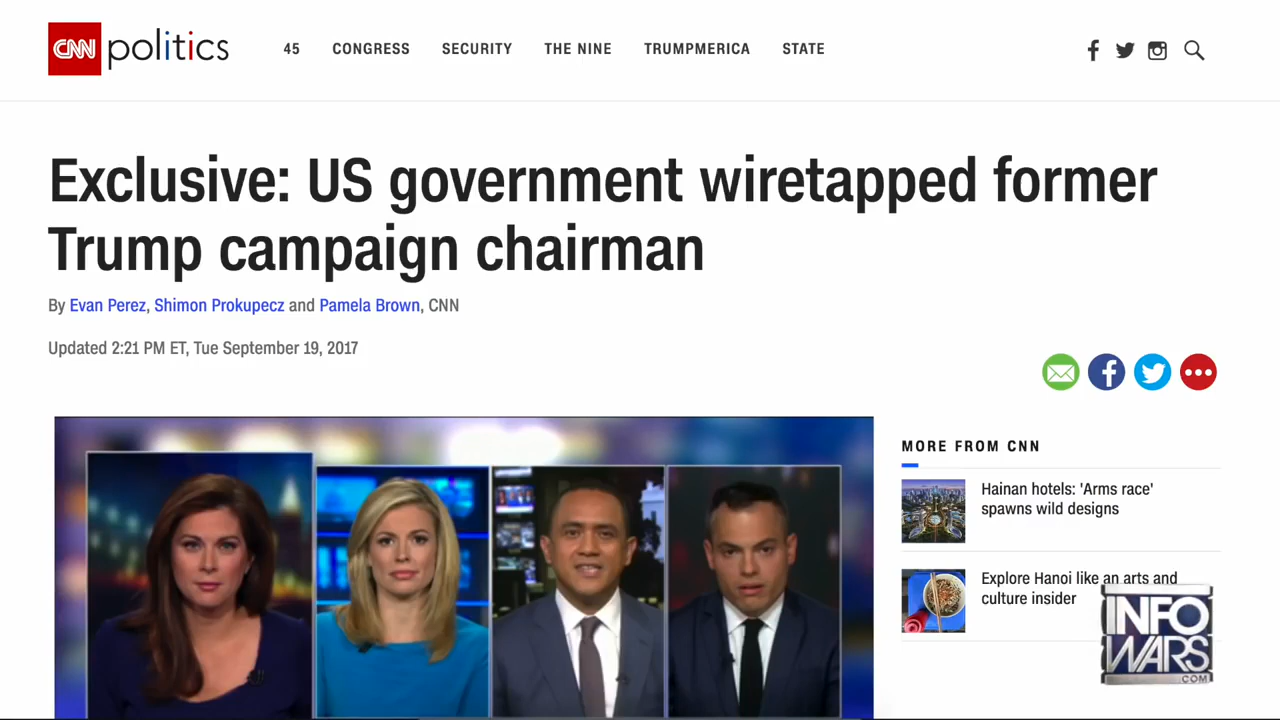 CNN politics 45 CONGRESS SECURITY THE NINE TRUMPMERICA STATE
Exclusive: US government wiretapped former
Trump campaign chairman
By Evan Perez, Shimon Prokupecz and Pamela Brown, CNN
Updated 2:21 PM ET, Tue September 19, 2017
MORE FROM CNN
Hainan hotels: 'Arms race'
spawns wild designs
Explore Hanoi like an arts and
culture insider
INFO
WARS
.COM